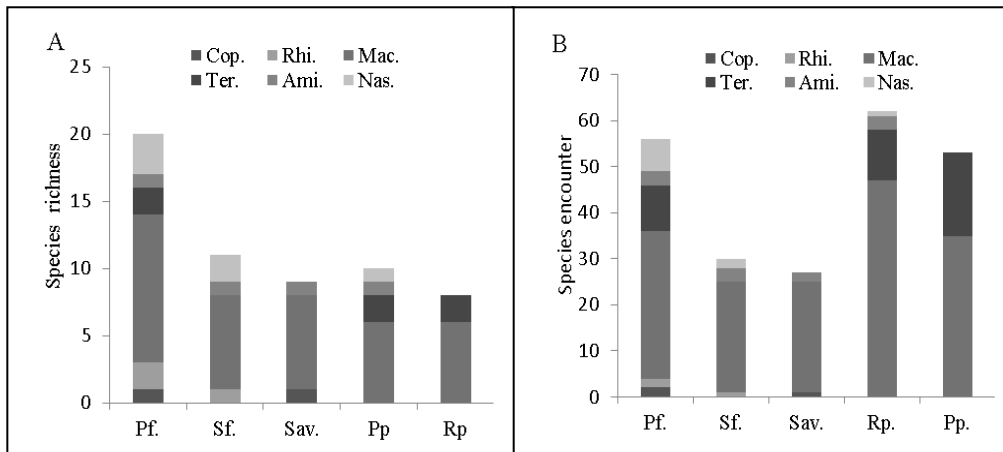 A
Cop. Rhi. Mac.
Ter. Ami. Nas.
Species richness
25
20
15
10
5
0
Pf. Sf. Sav. Pp Rp
B
Cop. Rhi. Mac.
Ter. Ami. Nas.
Species encounter
70
60
50
40
30
20
10
0
Pf. Sf. Sav. Rp. Pp.